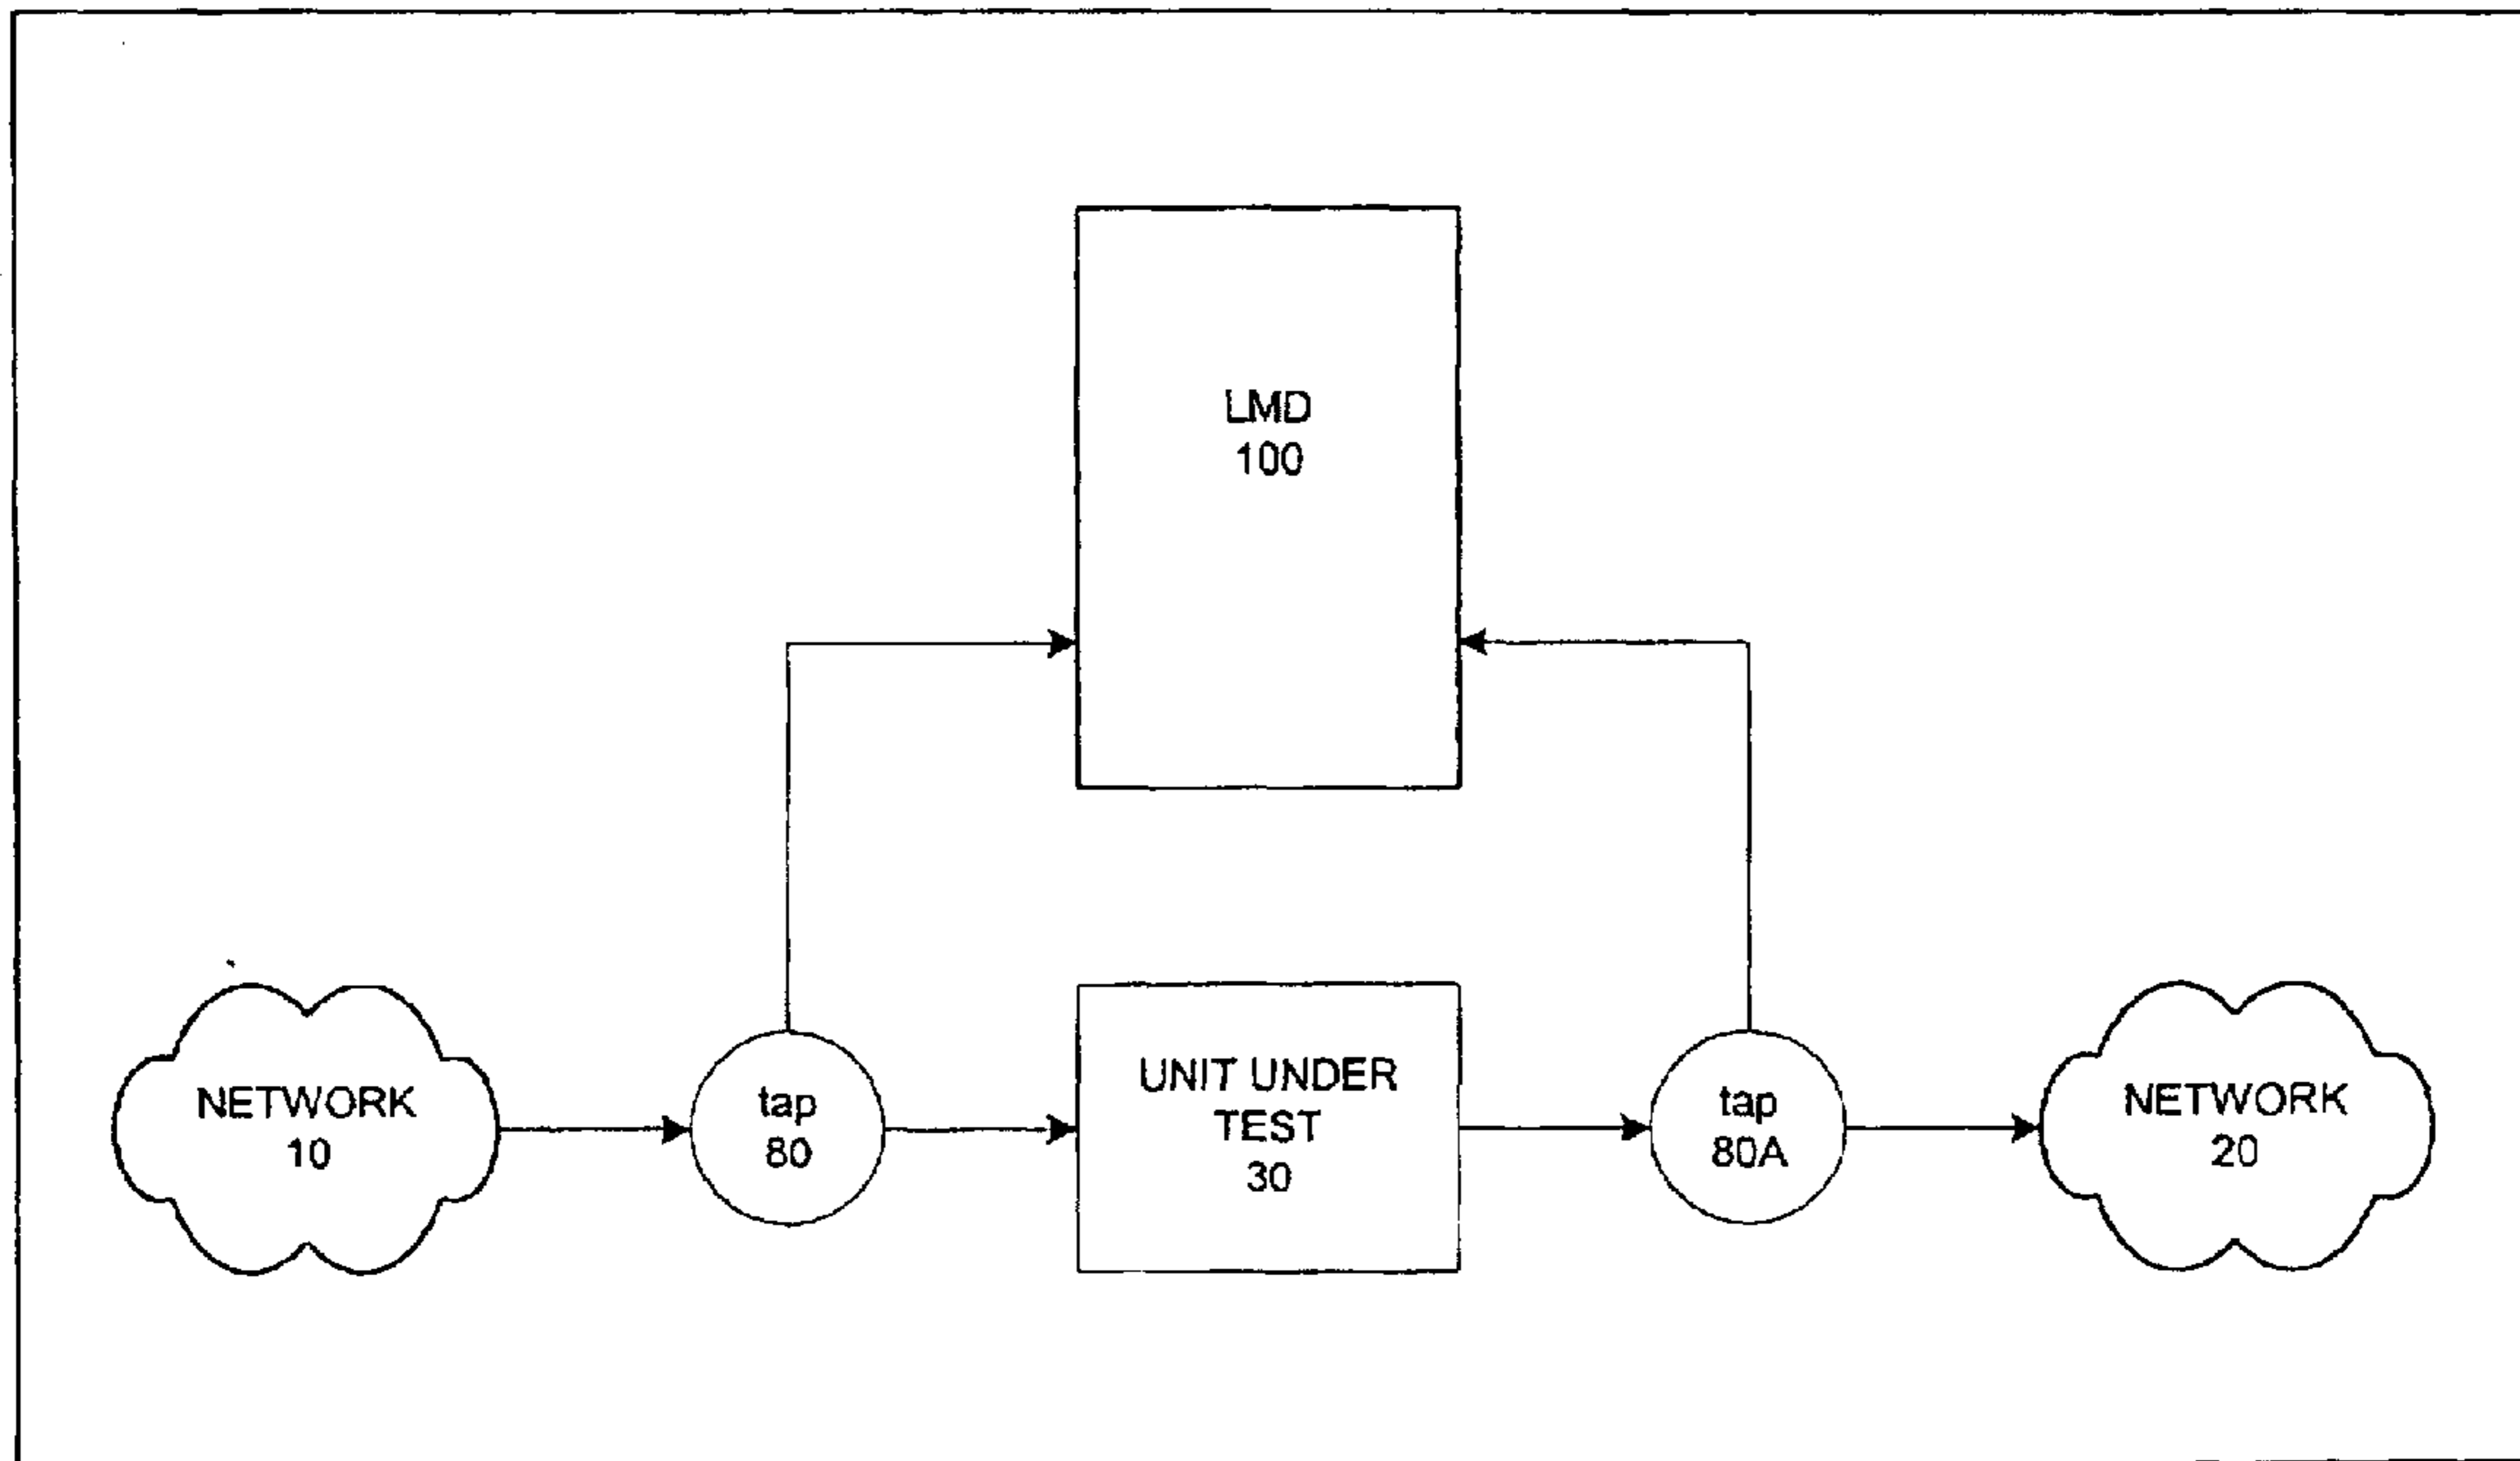 LMD
100
NETWORK
10
tap
80
UNIT UNDER
TEST
30
tap
80A
NETWORK
20